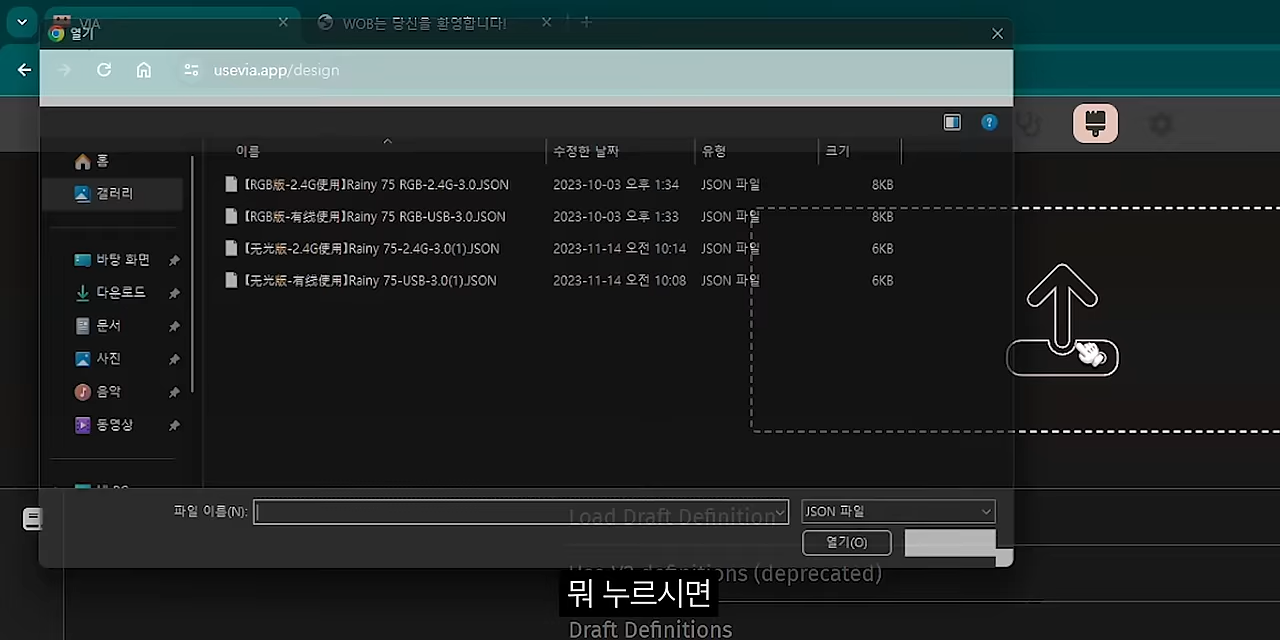 VIA
WOB는 당신을 환영합니다!
열기
usevia.app/design
이름
수정한 날짜
유형
크기
홈
갤러리
【RGB版-2.4G使用】Rainy 75 RGB-2.4G-3.0.JSON
2023-10-03 오후 1:34
JSON 파일
8KB
【RGB版-有线使用】Rainy 75 RGB-USB-3.0.JSON
2023-10-03 오후 1:33
JSON 파일
8KB
【无光版-2.4G使用】Rainy 75-2.4G-3.0(1).JSON
2023-11-14 오전 10:14
JSON 파일
6KB
【无光版-有线使用】Rainy 75-USB-3.0(1).JSON
2023-11-14 오전 10:08
JSON 파일
6KB
바탕 화면
다운로드
문서
사진
음악
동영상
내 PC
파일 이름(N):
JSON 파일
Load Draft Definition
열기(O)
Use V2 definitions (deprecated)
뭐 누르시면
Draft Definitions